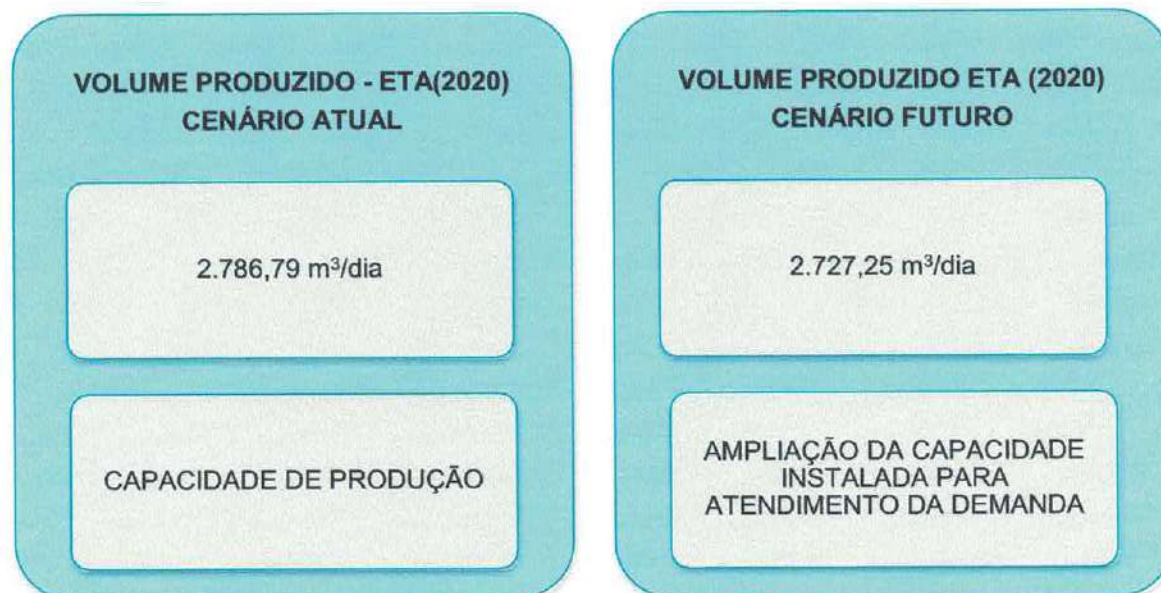 VOLUME PRODUZIDO - ETA(2020)
CENÁRIO ATUAL
2.786,79 m³/dia
CAPACIDADE DE PRODUÇÃO
VOLUME PRODUZIDO ETA (2020)
CENÁRIO FUTURO
2.727,25 m³/dia
AMPLIAÇÃO DA CAPACIDADE
INSTALADA PARA
ATENDIMENTO DA DEMANDA